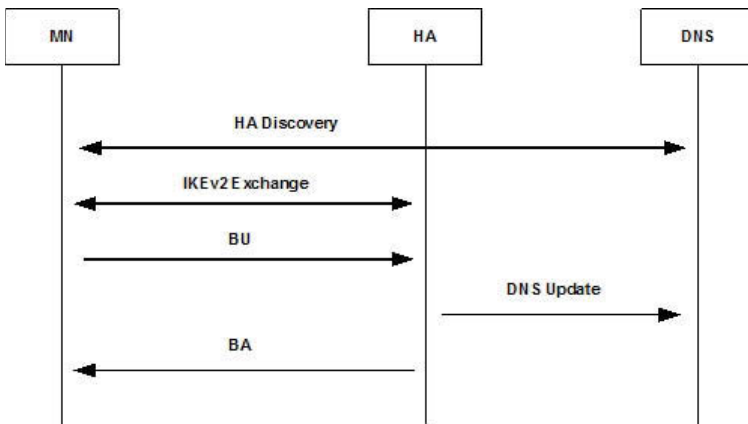 MN
HA
DNS
HA Discovery
IKEv2 Exchange
BU
DNS Update
BA